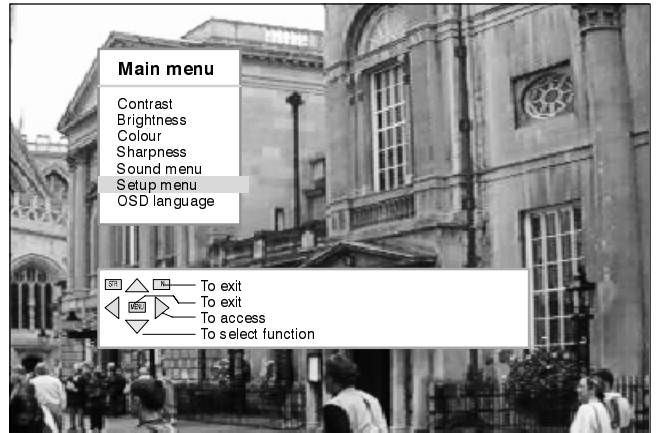 Main menu
Contrast
Brightness
Colour
Sharpness
Sound menu
Setup menu
OSD language
STR N To exit
MENU To exit
To access
To select function